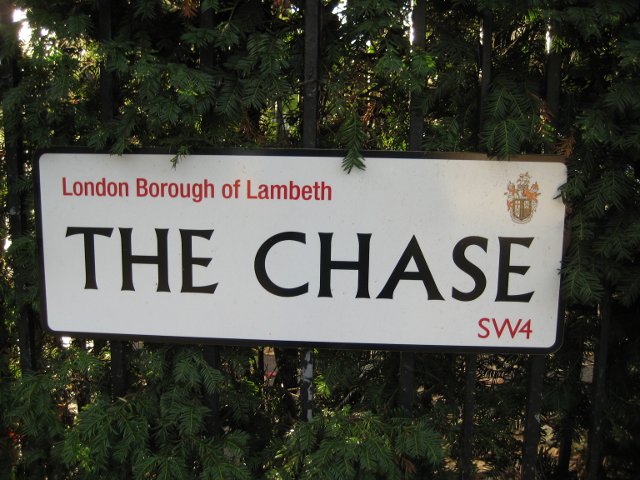 London Borough of Lambeth
THE CHASE
SW4